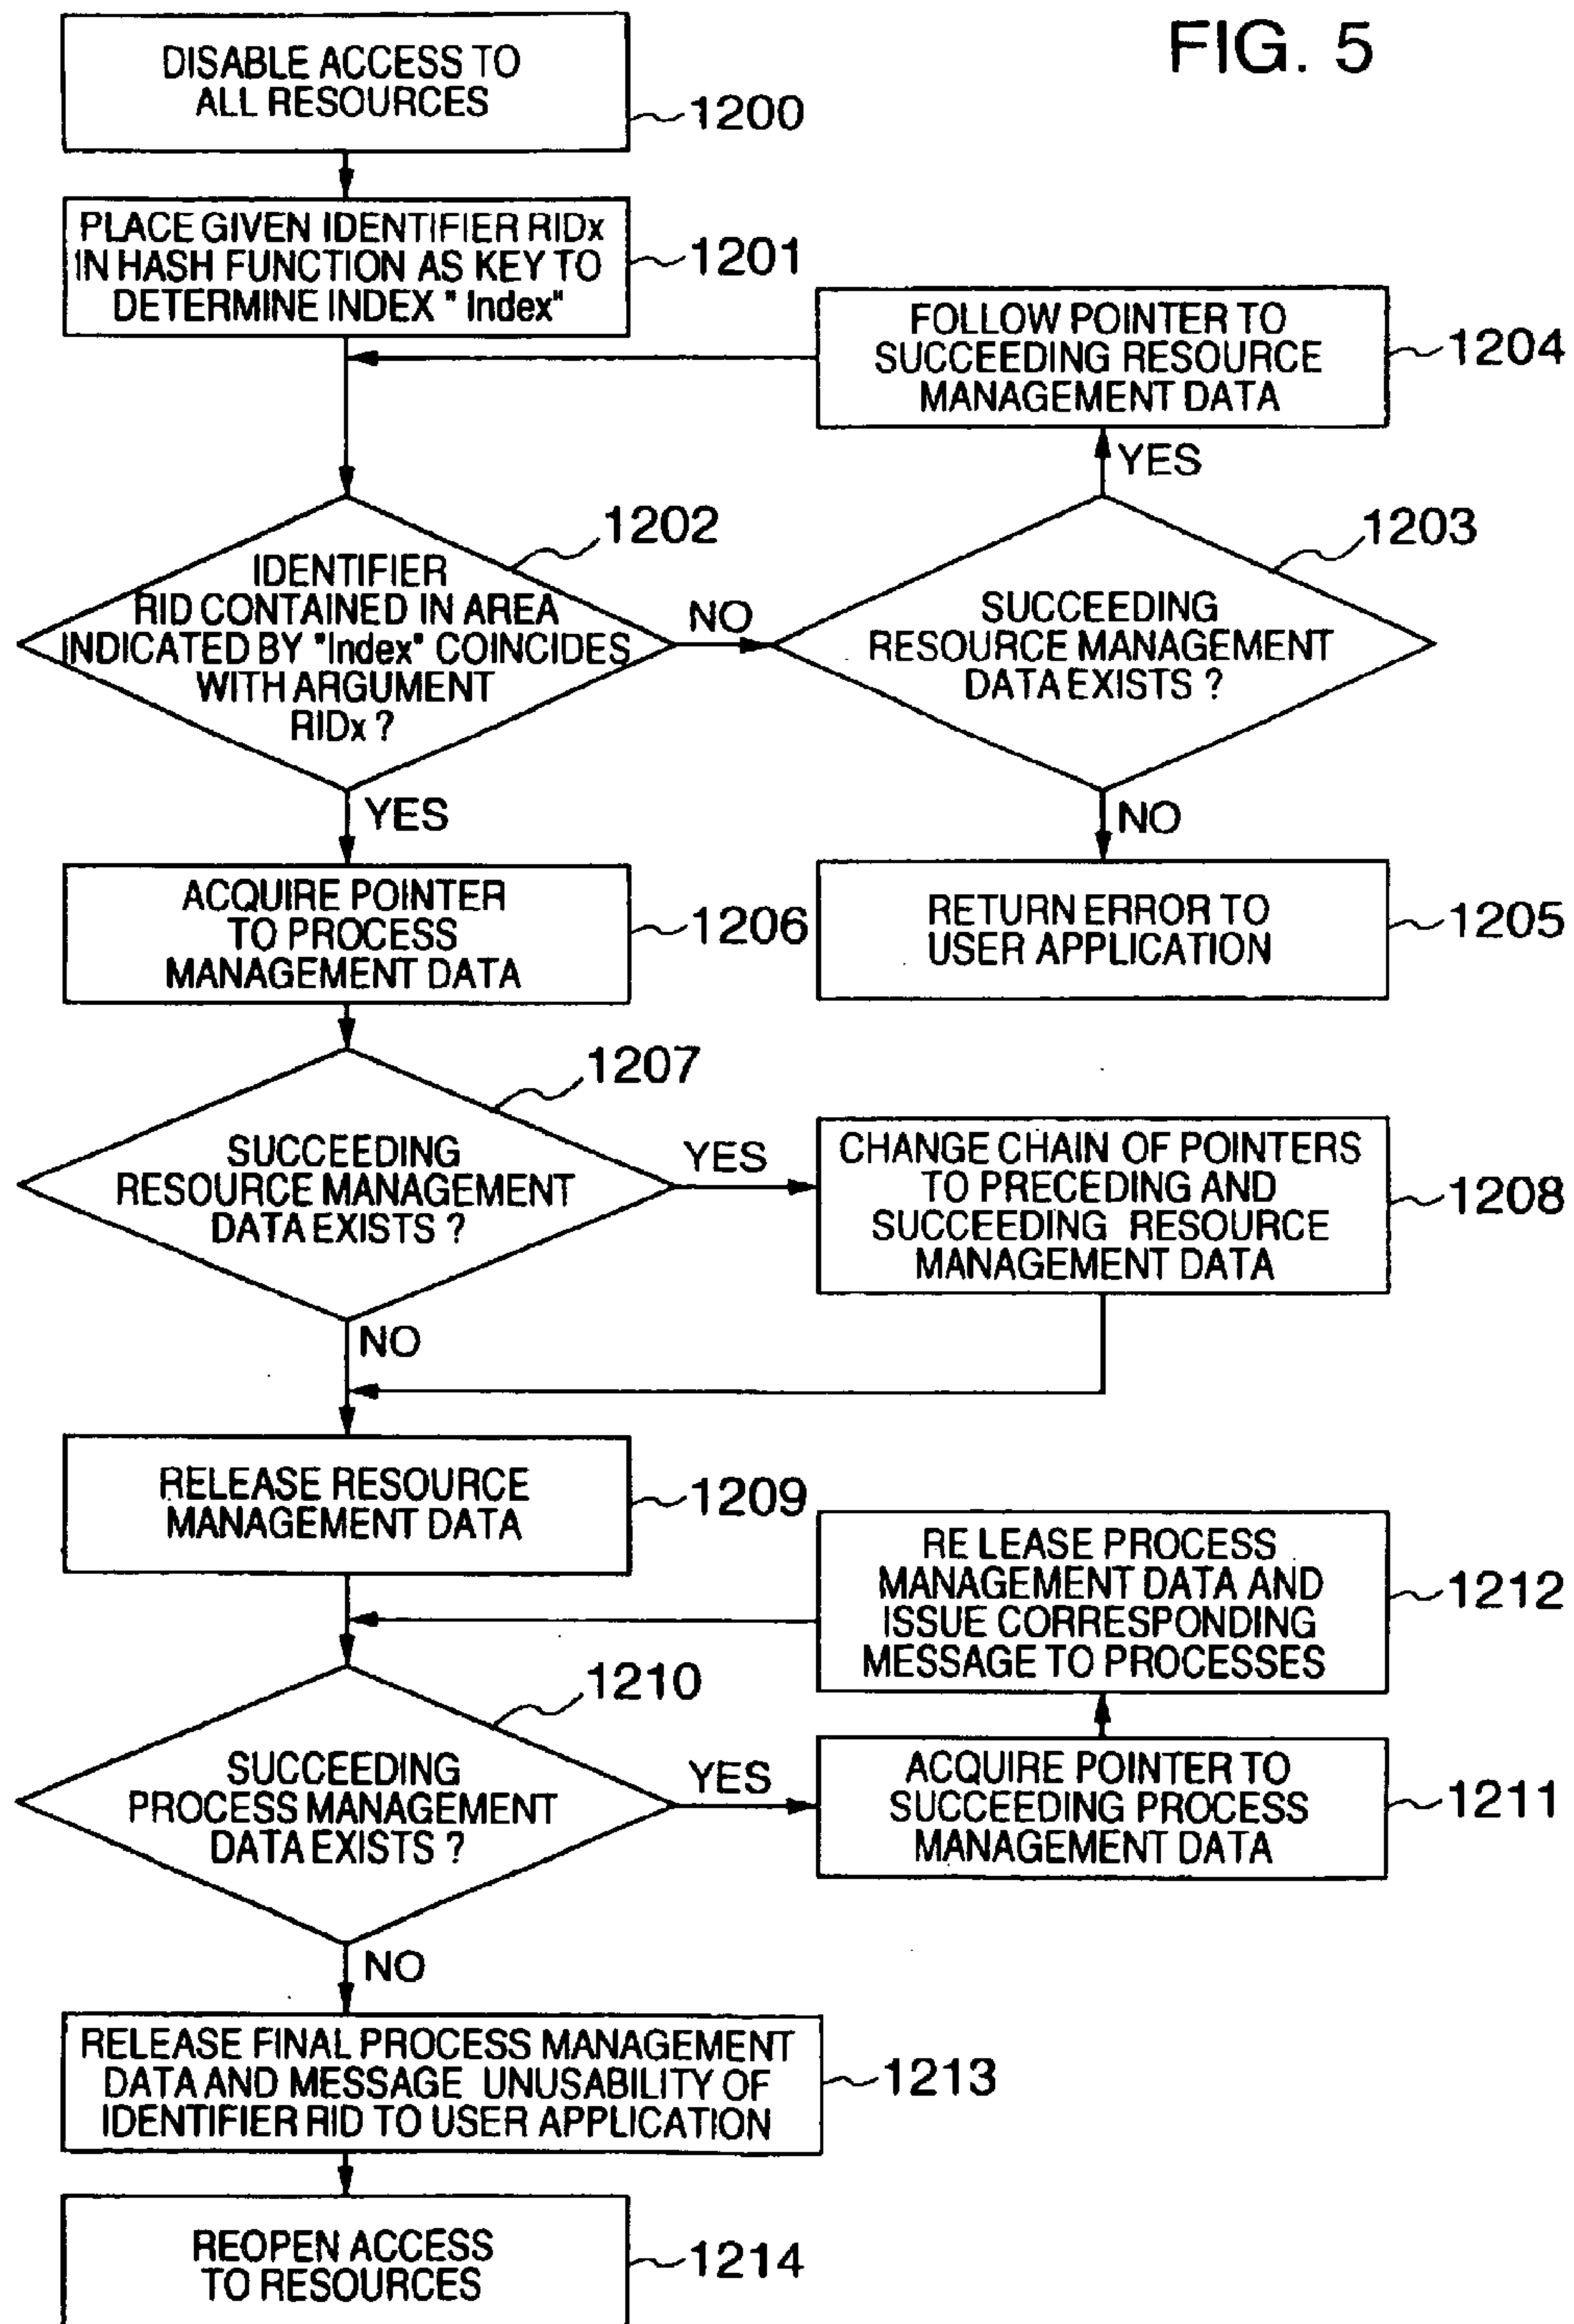 FIG. 5
DISABLE ACCESS TO
ALL RESOURCES
1200
PLACE GIVEN IDENTIFIER RIDx
IN HASH FUNCTION AS KEY TO
DETERMINE INDEX " Index"
1201
FOLLOW POINTER TO
SUCCEEDING RESOURCE
MANAGEMENT DATA
1204
YES
1202
IDENTIFIER
RID CONTAINED IN AREA
INDICATED BY "Index" COINCIDES
WITH ARGUMENT
RIDx ?
NO
1203
SUCCEEDING
RESOURCE MANAGEMENT
DATA EXISTS ?
YES
NO
ACQUIRE POINTER
TO PROCESS
MANAGEMENT DATA
1206
RETURN ERROR TO
USER APPLICATION
1205
1207
SUCCEEDING
RESOURCE MANAGEMENT
DATA EXISTS ?
YES
CHANGE CHAIN OF POINTERS
TO PRECEDING AND
SUCCEEDING RESOURCE
MANAGEMENT DATA
1208
NO
RELEASE RESOURCE
MANAGEMENT DATA
1209
RE LEASE PROCESS
MANAGEMENT DATA AND
ISSUE CORRESPONDING
MESSAGE TO PROCESSES
1212
1210
SUCCEEDING
PROCESS MANAGEMENT
DATA EXISTS ?
YES
ACQUIRE POINTER TO
SUCCEEDING PROCESS
MANAGEMENT DATA
1211
NO
RELEASE FINAL PROCESS MANAGEMENT
DATA AND MESSAGE UNUSABILITY OF
IDENTIFIER RID TO USER APPLICATION
1213
REOPEN ACCESS
TO RESOURCES
1214